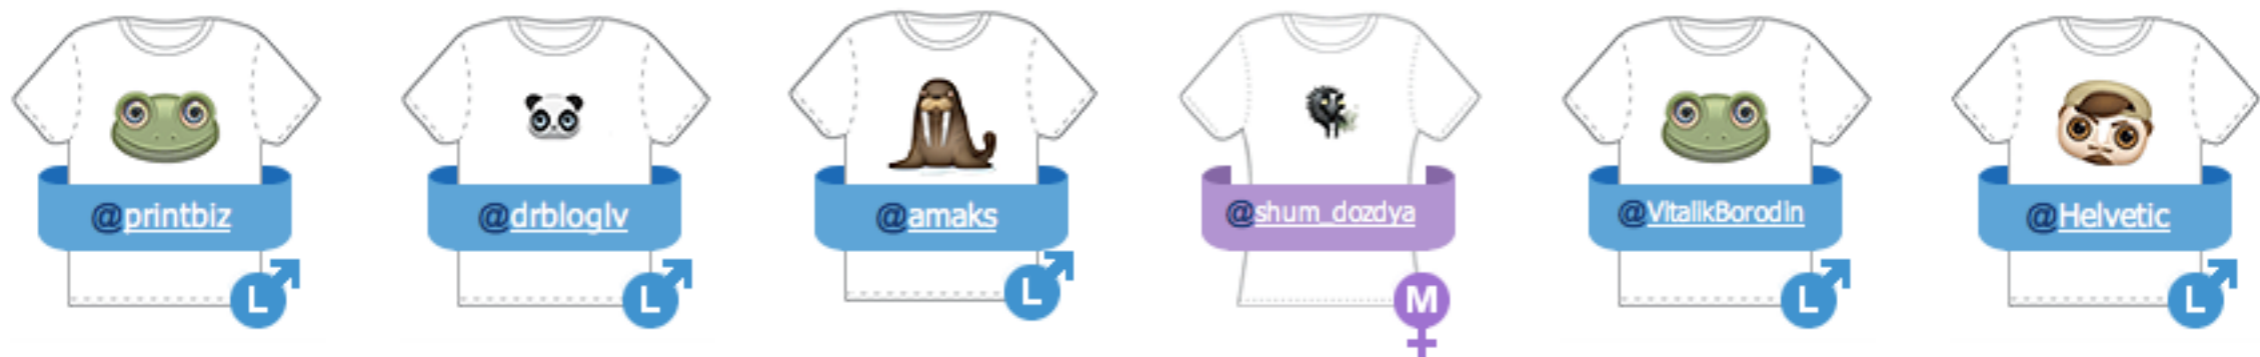 @printbiz
L
@drbloglv
L
@amaks
L
@shum_dozdya
M
@VitalikBorodin
L
@Helvetic
L